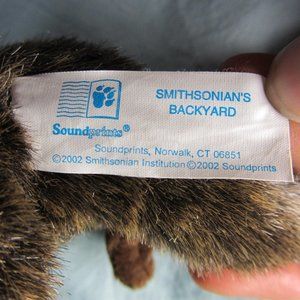 SMITHSONIAN'S
BACKYARD
Soundprints®
Soundprints, Norwalk, CT 06851
©2002 Smithsonian Institution ©2002 Soundprints